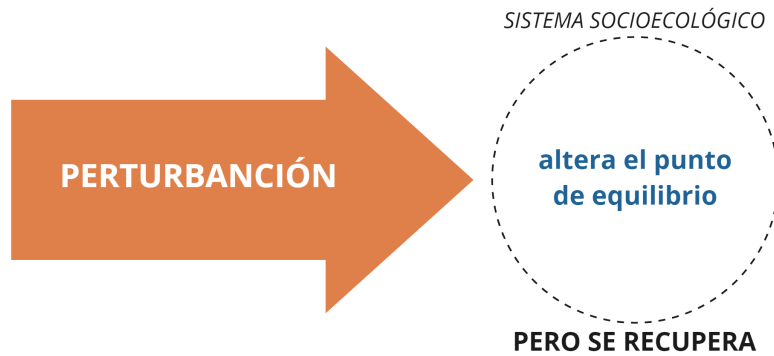 SISTEMA SOCIOECOLÓGICO
PERTURBANCIÓN
altera el punto
de equilibrio
PERO SE RECUPERA